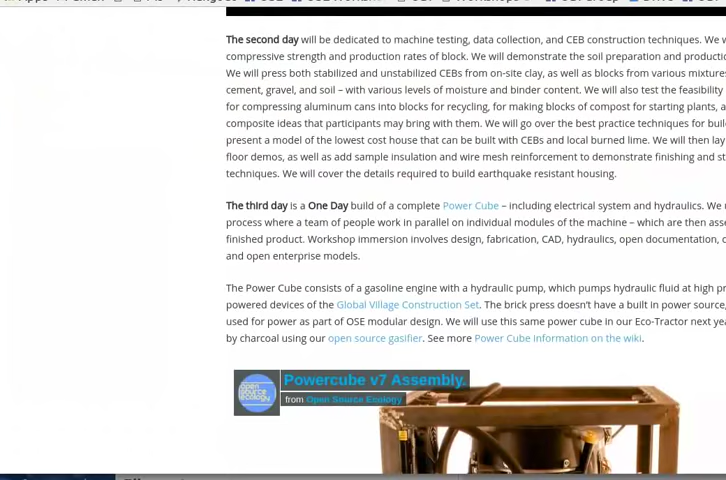 The second day will be dedicated to machine testing, data collection, and CEB construction techniques. We
compressive strength and production rates of block. We will demonstrate the soil preparation and
We will press both stabilized and unstabilized CEBs from on-site clay, as well as blocks from various
cement, gravel, and soil – with various levels of moisture and binder content. We will also test the feasibility
for compressing aluminum cans into blocks for recycling, for making blocks of compost for starting plants,
composite ideas that participants may bring with them. We will go over the best practice techniques for
present a model of the lowest cost house that can be built with CEBs and local burned lime. We will then lay
floor demos, as well as add sample insulation and wire mesh reinforcement to demonstrate finishing and
techniques. We will cover the details required to build earthquake resistant housing.
The third day is a One Day build of a complete Power Cube – including electrical system and hydraulics. We
process where a team of people work in parallel on individual modules of the machine – which are then
finished product. Workshop immersion involves design, fabrication, CAD, hydraulics, open documentation,
and open enterprise models.
The Power Cube consists of a gasoline engine with a hydraulic pump, which pumps hydraulic fluid at high
powered devices of the Global Village Construction Set. The brick press doesn’t have a built in power source,
used for power as part of OSE modular design. We will use this same power cube in our Eco-Tractor next
by charcoal using our open source gasifier. See more Power Cube information on the wiki.
Powercube v7 Assembly.
open source ecology
from Open Source Ecology